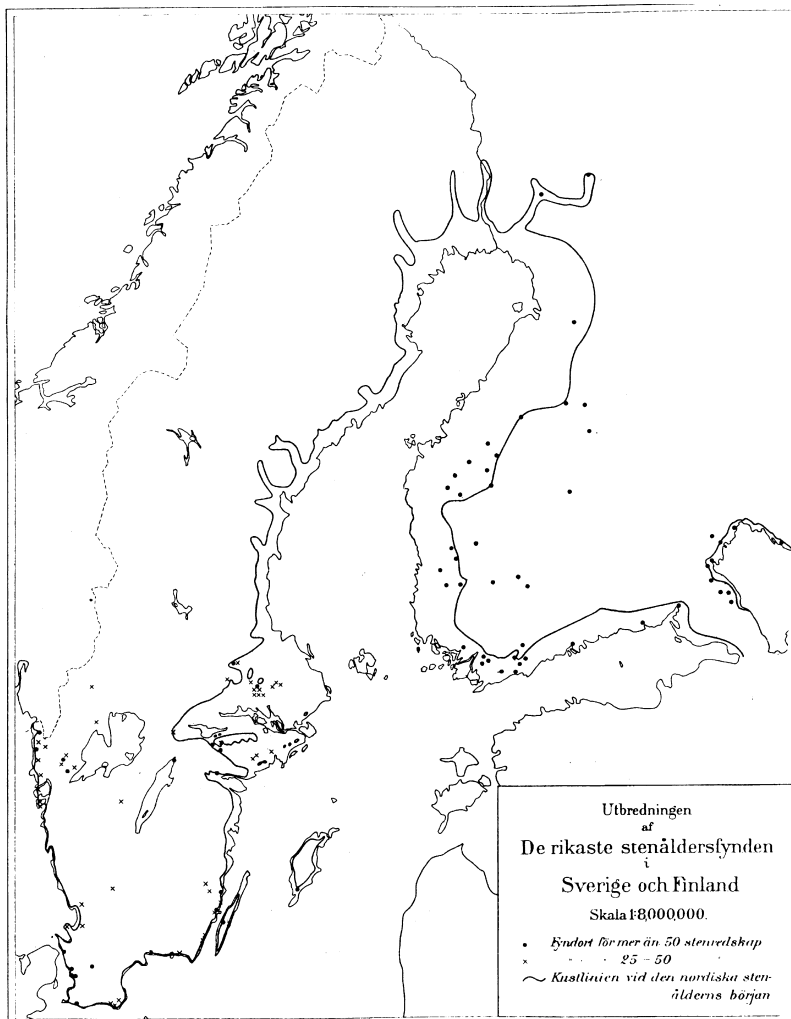 Utbredningen
af
De rikaste stenåldersfynden
i
Sverige och Finland
Skala 1:8,000,000.
• Fyndort för mer än 50 stenredskap
× " · · 25-50 "
Kustlinien vid den nordiska sten-
ålderns början